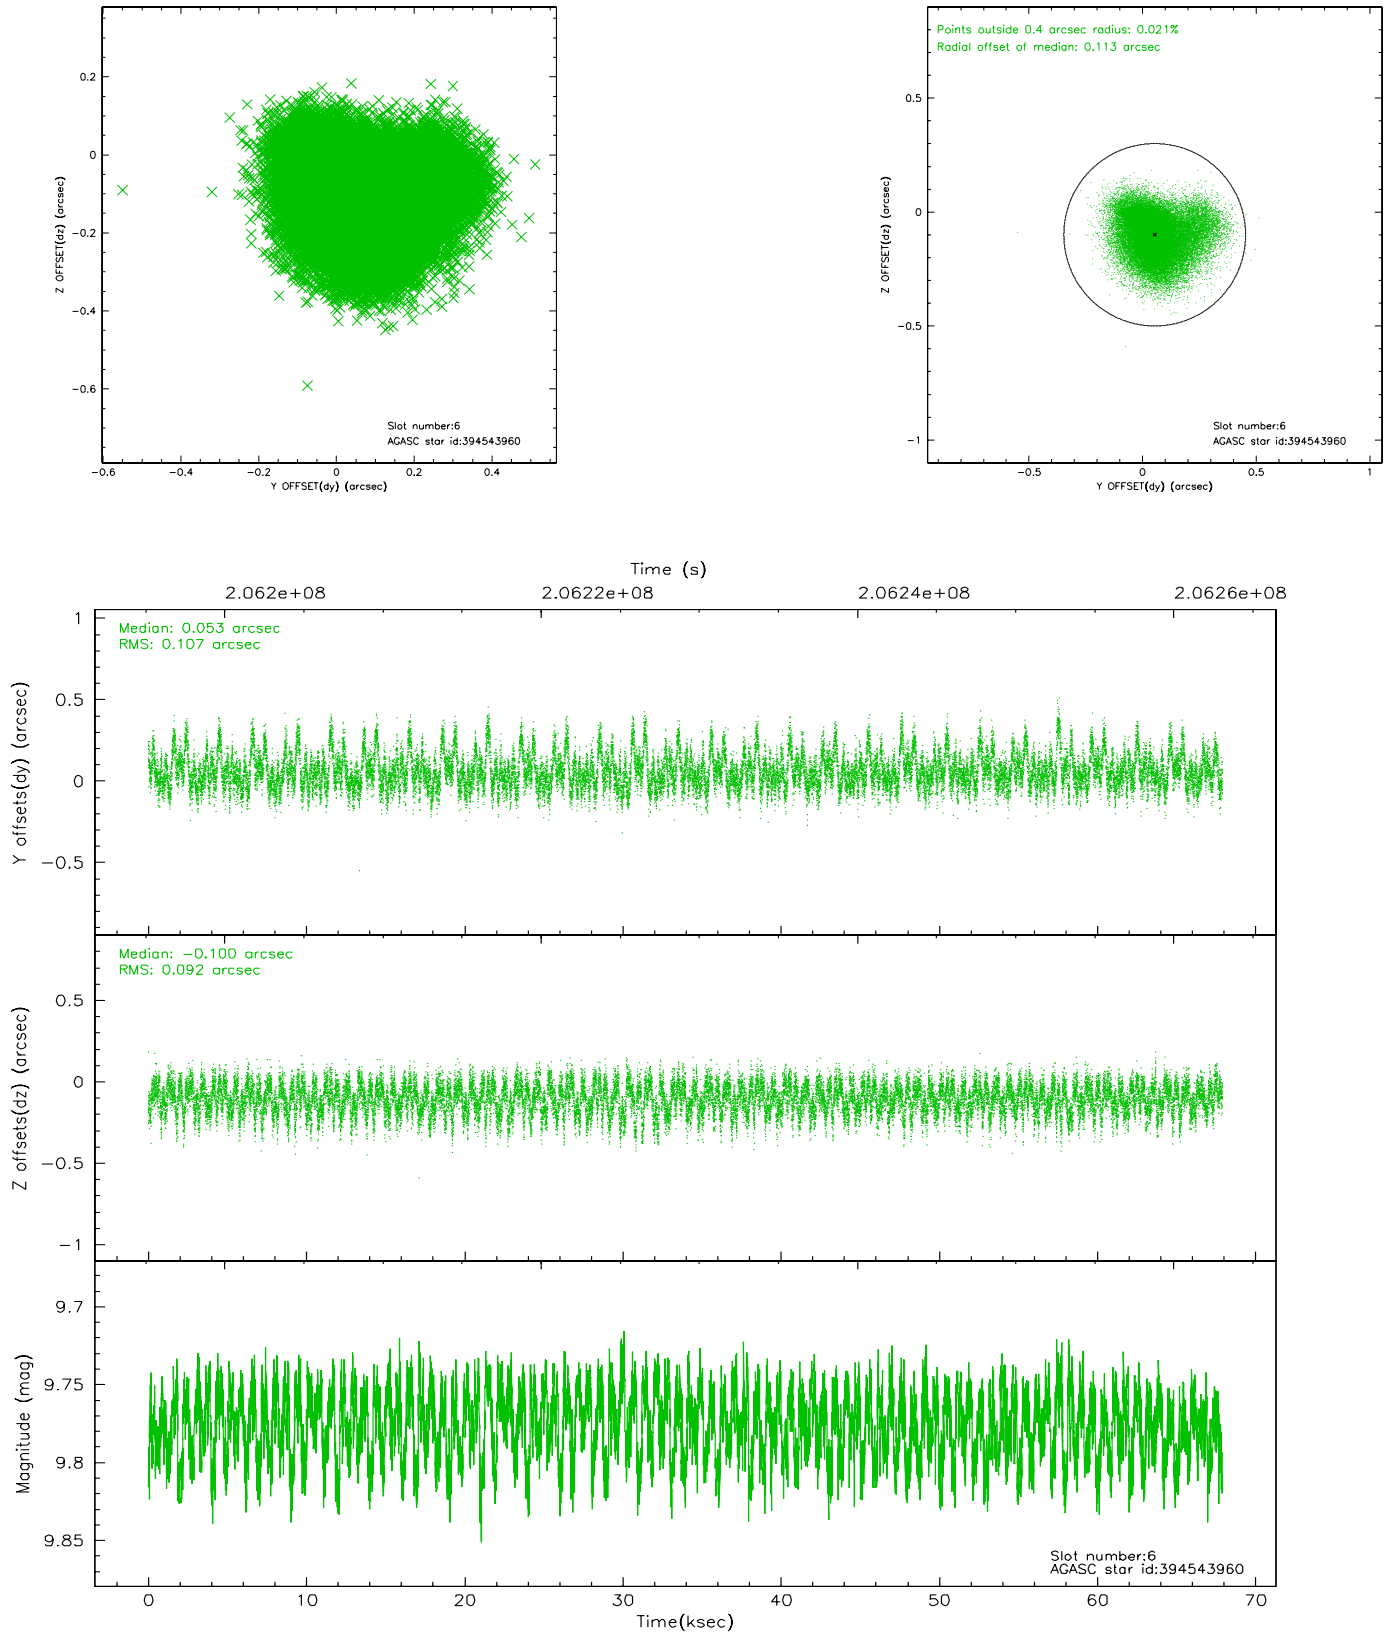 0.2
0
−0.2
−0.4
−0.6
Z OFFSET(dz) (arcsec)
Slot number:6
AGASC star id:394543960
−0.6 −0.4 −0.2 0 0.2 0.4
Y OFFSET(dy) (arcsec)
Points outside 0.4 arcsec radius: 0.021%
Radial offset of median: 0.113 arcsec
0.5
0
−0.5
−1
Z OFFSET(dz) (arcsec)
Slot number:6
AGASC star id:394543960
−0.5 0 0.5 1
Y OFFSET(dy) (arcsec)
Time (s)
2.062e+08 2.0622e+08 2.0624e+08 2.0626e+08
Median: 0.053 arcsec
RMS: 0.107 arcsec
1
0.5
0
−0.5
Y offsets(dy) (arcsec)
Median: −0.100 arcsec
RMS: 0.092 arcsec
0.5
0
−0.5
−1
Z offsets(dz) (arcsec)
9.7
9.75
9.8
9.85
Magnitude (mag)
Slot number:6
AGASC star id:394543960
0 10 20 30 40 50 60 70
Time(ksec)